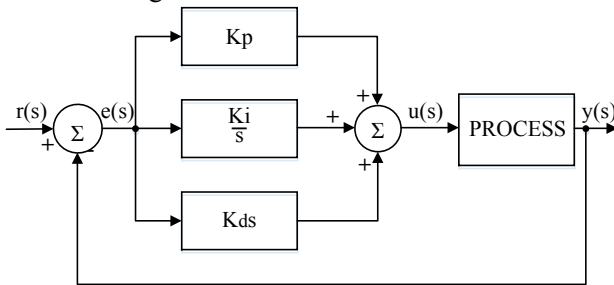 Kp
r(s) e(s) Ki/s u(s) PROCESS y(s)
+ Σ - + + + Σ
Kds